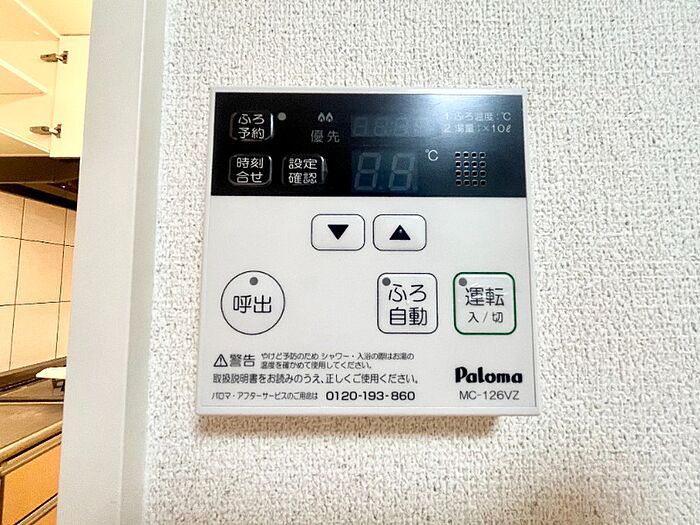 ふろ
予約
優先
1 ふろ温度:℃
2 湯量:×10ℓ
時刻
合せ
設定
確認
℃
▼
▲
呼出
ふろ
自動
運転
入/切
警告 やけど予防のため シャワー・入浴の際はお湯の
温度を確かめて使用してください。
取扱説明書をお読みのうえ、正しくご使用ください。
パロマ・アフターサービスのご用命は 0120-193-860
Paloma
MC-126VZ